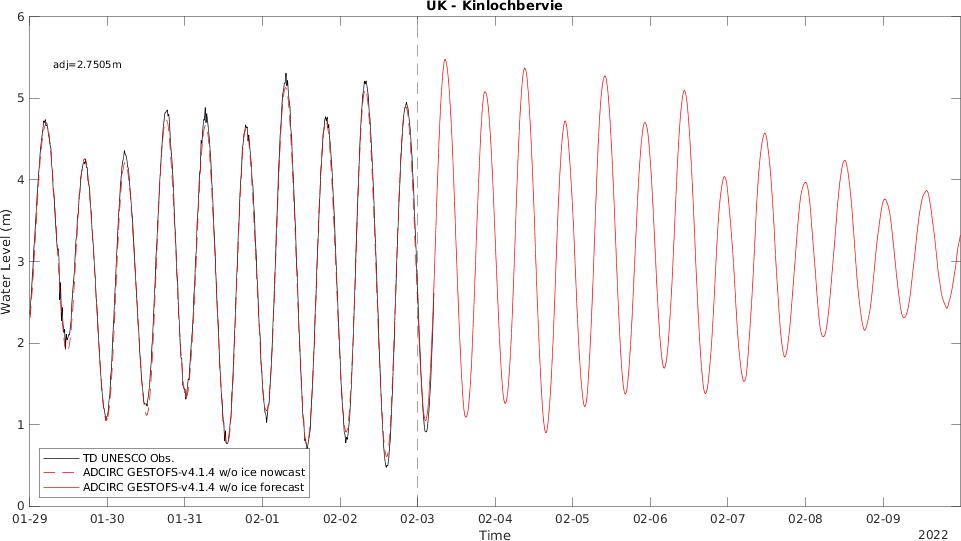 UK - Kinlochbervie
6
adj=2.7505m
5
4
3
2
1
0
Water Level (m)
TD UNESCO Obs.
ADCIRC GESTOFS-v4.1.4 w/o ice nowcast
ADCIRC GESTOFS-v4.1.4 w/o ice forecast
01-29 01-30 01-31 02-01 02-02 02-03 02-04 02-05 02-06 02-07 02-08 02-09
Time
2022